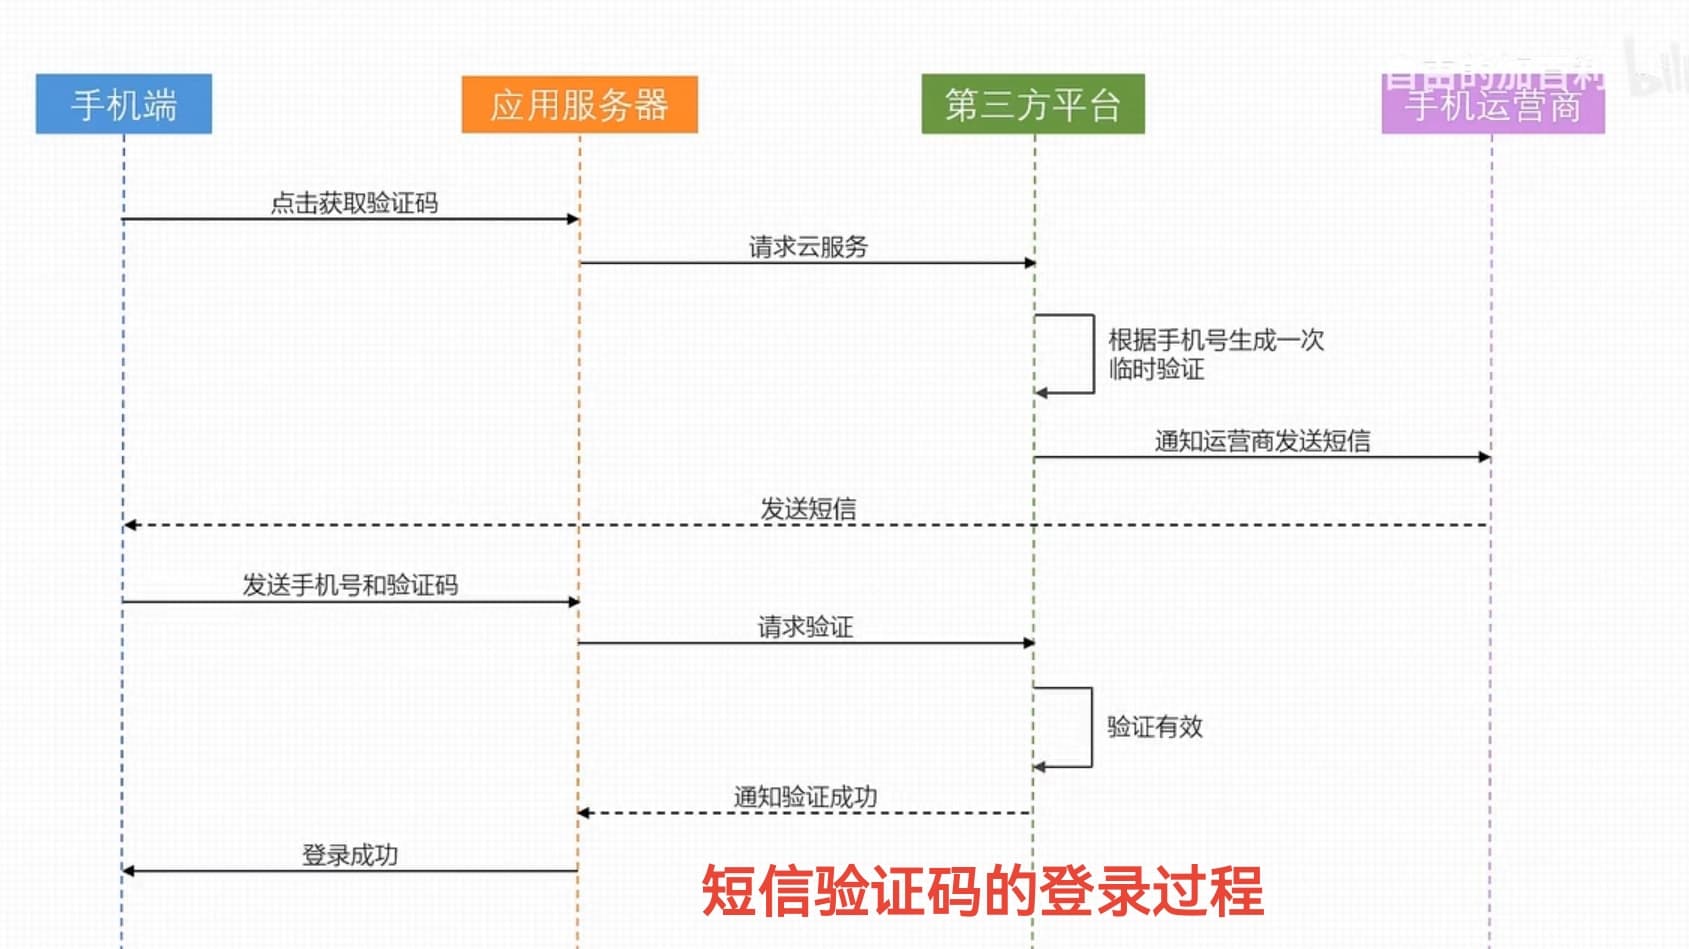 手机端
应用服务器
第三方平台
手机运营商
点击获取验证码
请求云服务
根据手机号生成一次
临时验证
通知运营商发送短信
发送短信
发送手机号和验证码
请求验证
验证有效
通知验证成功
登录成功
短信验证码的登录过程